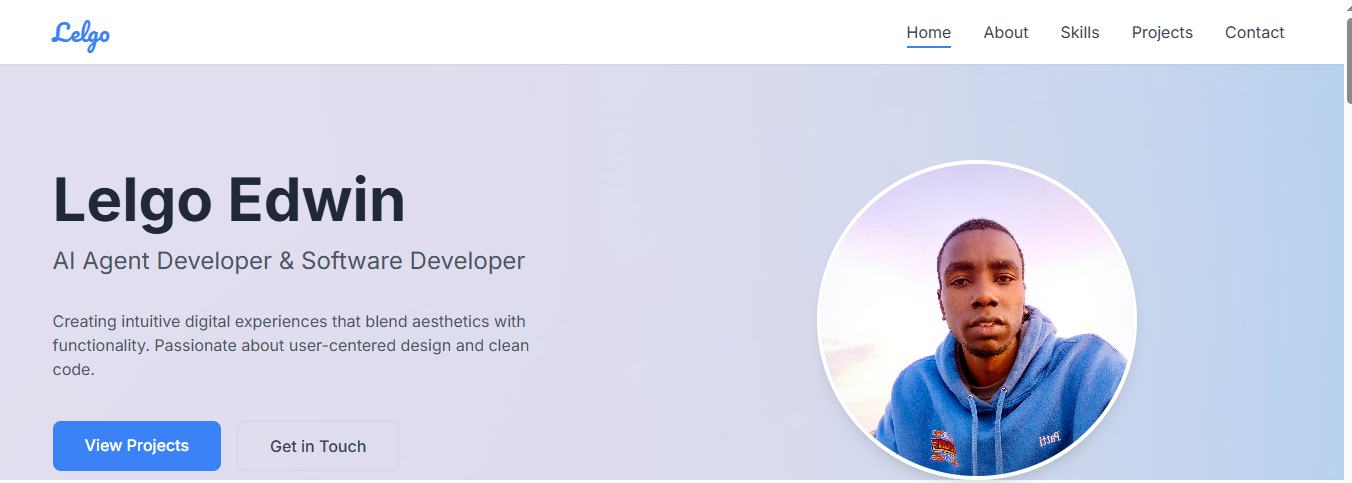 Lelgo
Home About Skills Projects Contact
Lelgo Edwin
AI Agent Developer & Software Developer
Creating intuitive digital experiences that blend aesthetics with
functionality. Passionate about user-centered design and clean
code.
View Projects Get in Touch